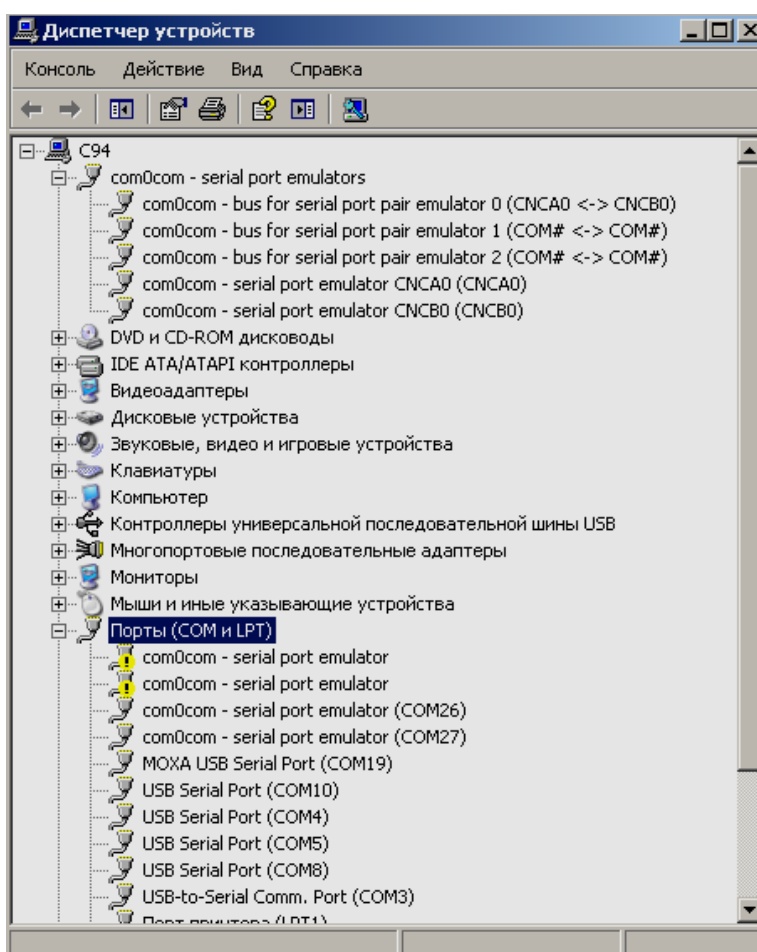 Диспетчер устройств
Консоль Действие Вид Справка
C94
com0com - serial port emulators
com0com - bus for serial port pair emulator 0 (CNCA0 <-> CNCB0)
com0com - bus for serial port pair emulator 1 (COM# <-> COM#)
com0com - bus for serial port pair emulator 2 (COM# <-> COM#)
com0com - serial port emulator CNCA0 (CNCA0)
com0com - serial port emulator CNCB0 (CNCB0)
DVD и CD-ROM дисководы
IDE ATA/ATAPI контроллеры
Видеоадаптеры
Дисковые устройства
Звуковые, видео и игровые устройства
Клавиатуры
Компьютер
Контроллеры универсальной последовательной шины USB
Многопортовые последовательные адаптеры
Мониторы
Мыши и иные указывающие устройства
Порты (COM и LPT)
com0com - serial port emulator
com0com - serial port emulator
com0com - serial port emulator (COM26)
com0com - serial port emulator (COM27)
MOXA USB Serial Port (COM19)
USB Serial Port (COM10)
USB Serial Port (COM4)
USB Serial Port (COM5)
USB Serial Port (COM8)
USB-to-Serial Comm. Port (COM3)
Порт принтера (LPT1)